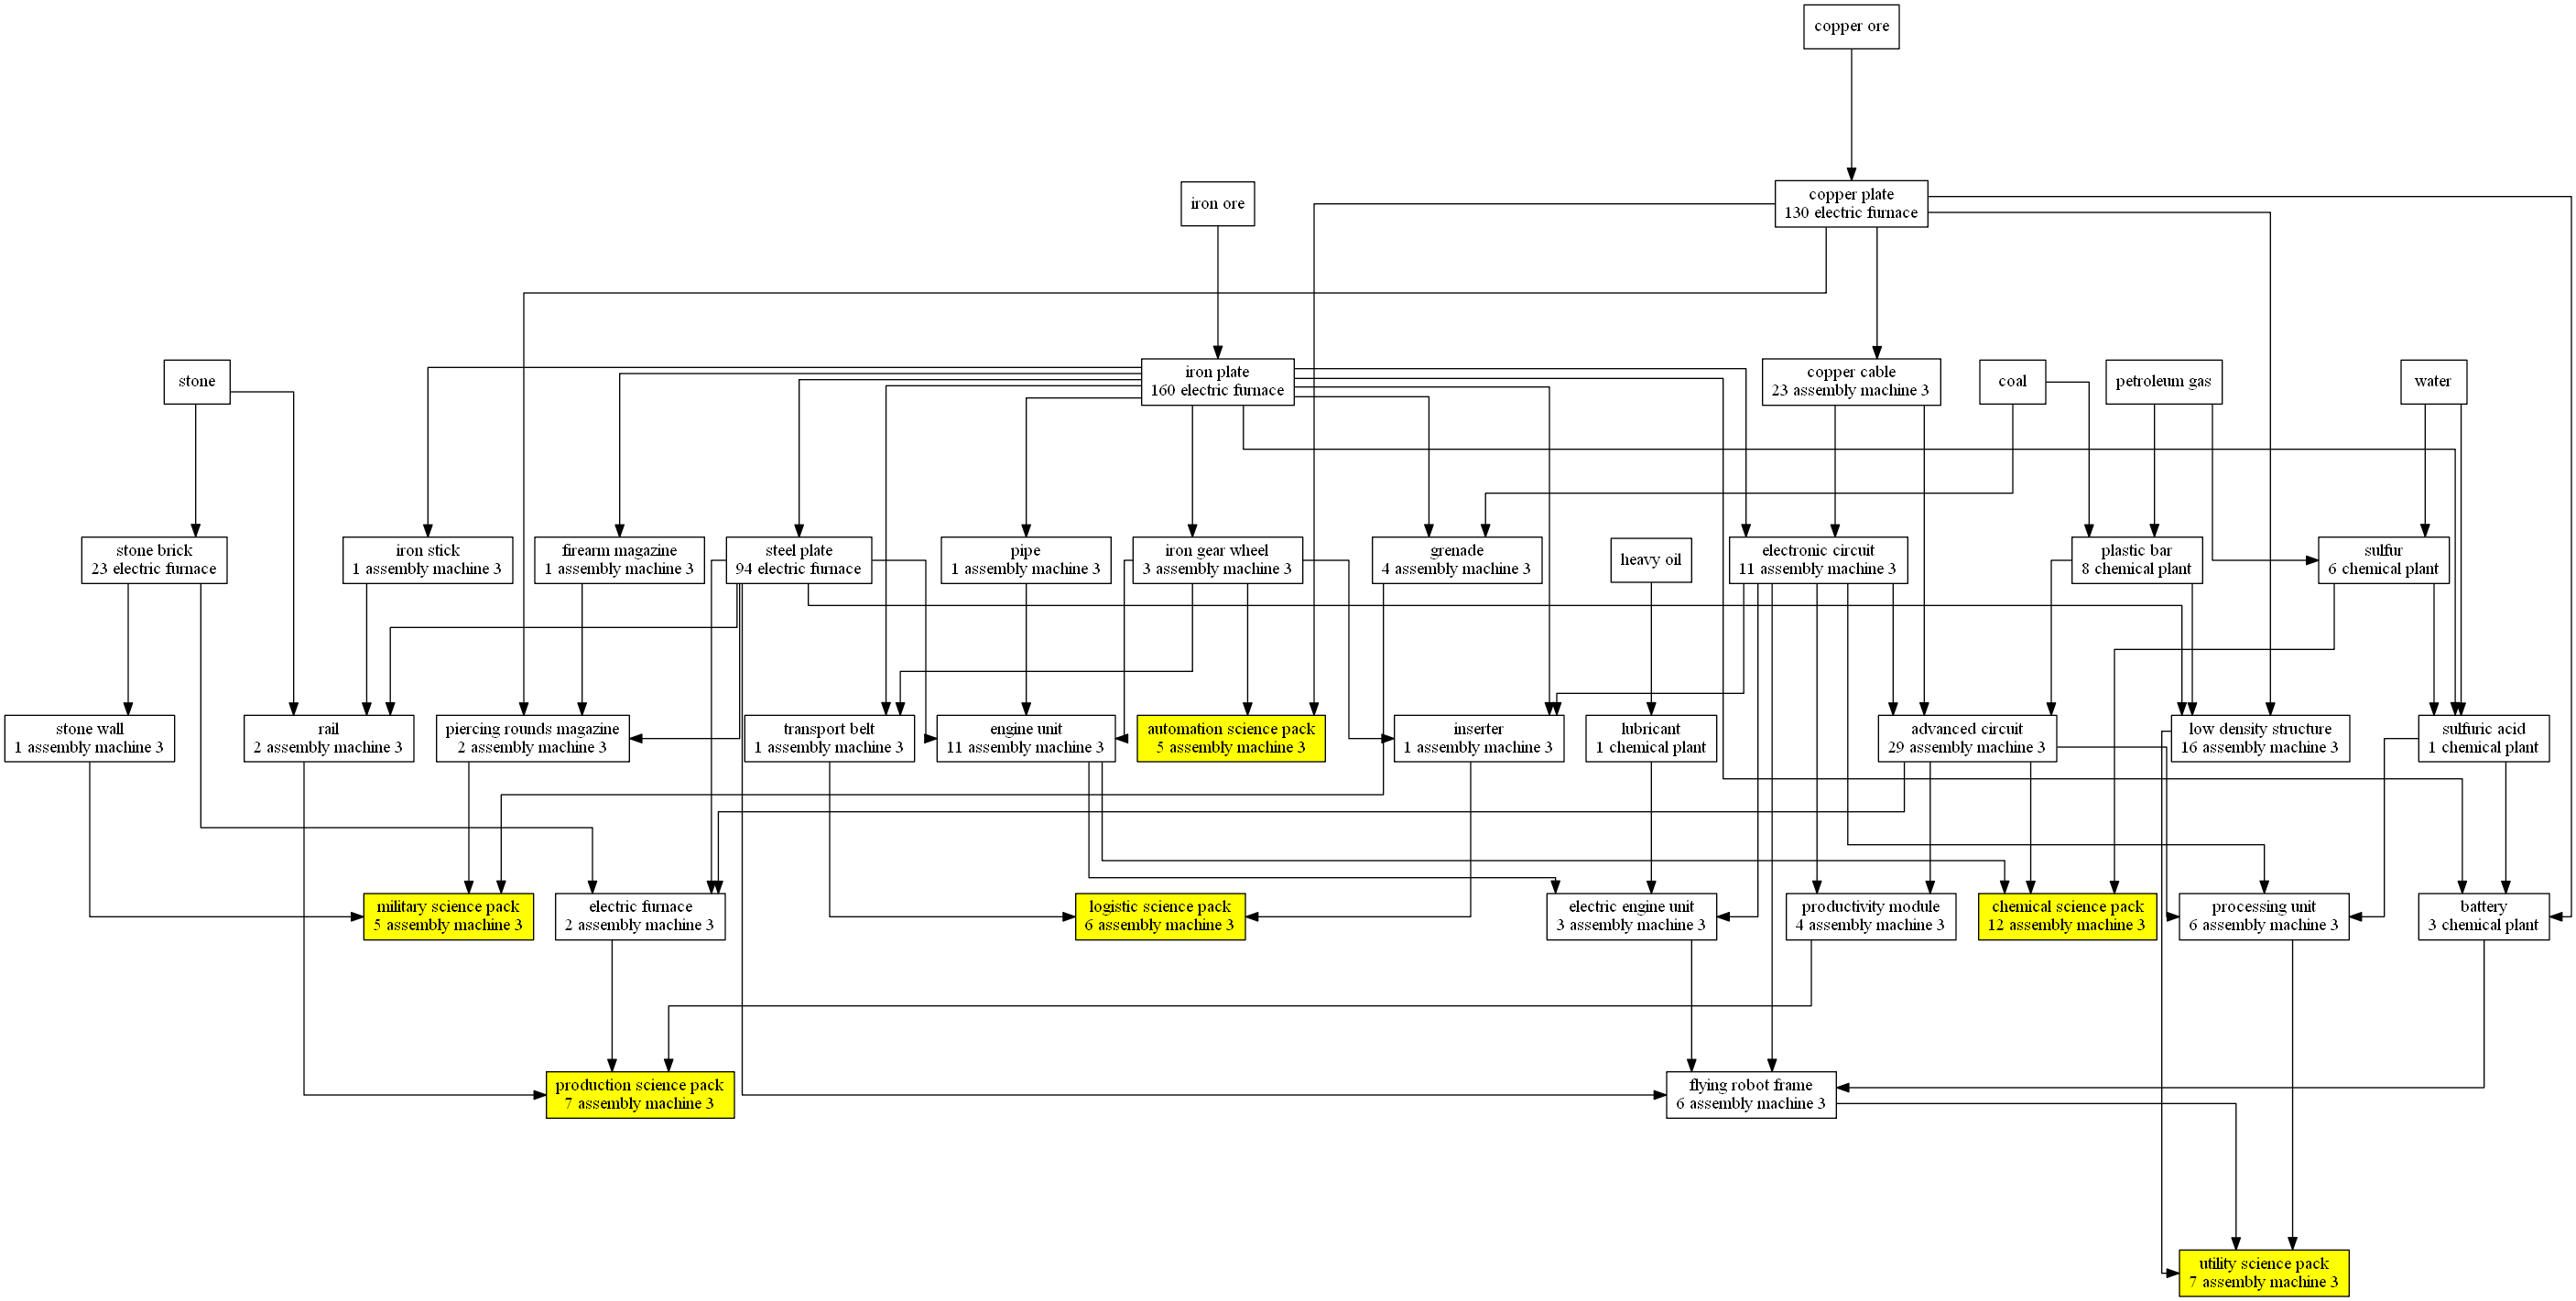 copper ore
iron ore
copper plate
130 electric furnace
stone
iron plate
160 electric furnace
copper cable
23 assembly machine 3
coal
petroleum gas
water
stone brick
23 electric furnace
iron stick
1 assembly machine 3
firearm magazine
1 assembly machine 3
steel plate
94 electric furnace
pipe
1 assembly machine 3
iron gear wheel
3 assembly machine 3
grenade
4 assembly machine 3
heavy oil
electronic circuit
11 assembly machine 3
plastic bar
8 chemical plant
sulfur
6 chemical plant
stone wall
1 assembly machine 3
rail
2 assembly machine 3
piercing rounds magazine
2 assembly machine 3
transport belt
1 assembly machine 3
engine unit
11 assembly machine 3
automation science pack
5 assembly machine 3
inserter
1 assembly machine 3
lubricant
1 chemical plant
advanced circuit
29 assembly machine 3
low density structure
16 assembly machine 3
sulfuric acid
1 chemical plant
military science pack
5 assembly machine 3
electric furnace
2 assembly machine 3
logistic science pack
6 assembly machine 3
electric engine unit
3 assembly machine 3
productivity module
4 assembly machine 3
chemical science pack
12 assembly machine 3
processing unit
6 assembly machine 3
battery
3 chemical plant
production science pack
7 assembly machine 3
flying robot frame
6 assembly machine 3
utility science pack
7 assembly machine 3